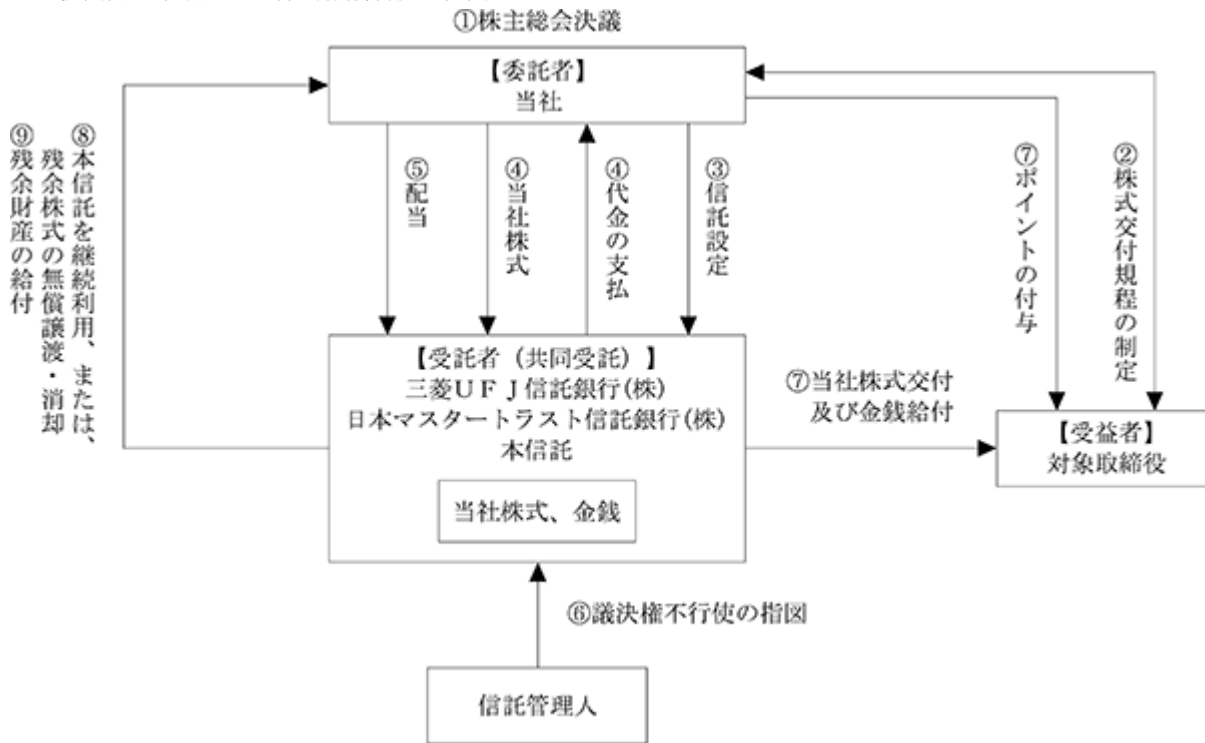 ①株主総会決議
【委託者】
当社
⑧本信託を継続利用、または、
残余株式の無償譲渡・消却
⑨残余財産の給付
⑤配当
④当社株式
④代金の支払
③信託設定
⑦ポイントの付与
②株式交付規程の制定
【受託者（共同受託）】
三菱ＵＦＪ信託銀行(株)
日本マスタートラスト信託銀行(株)
本信託
当社株式、金銭
⑦当社株式交付
及び金銭給付
【受益者】
対象取締役
⑥議決権不行使の指図
信託管理人